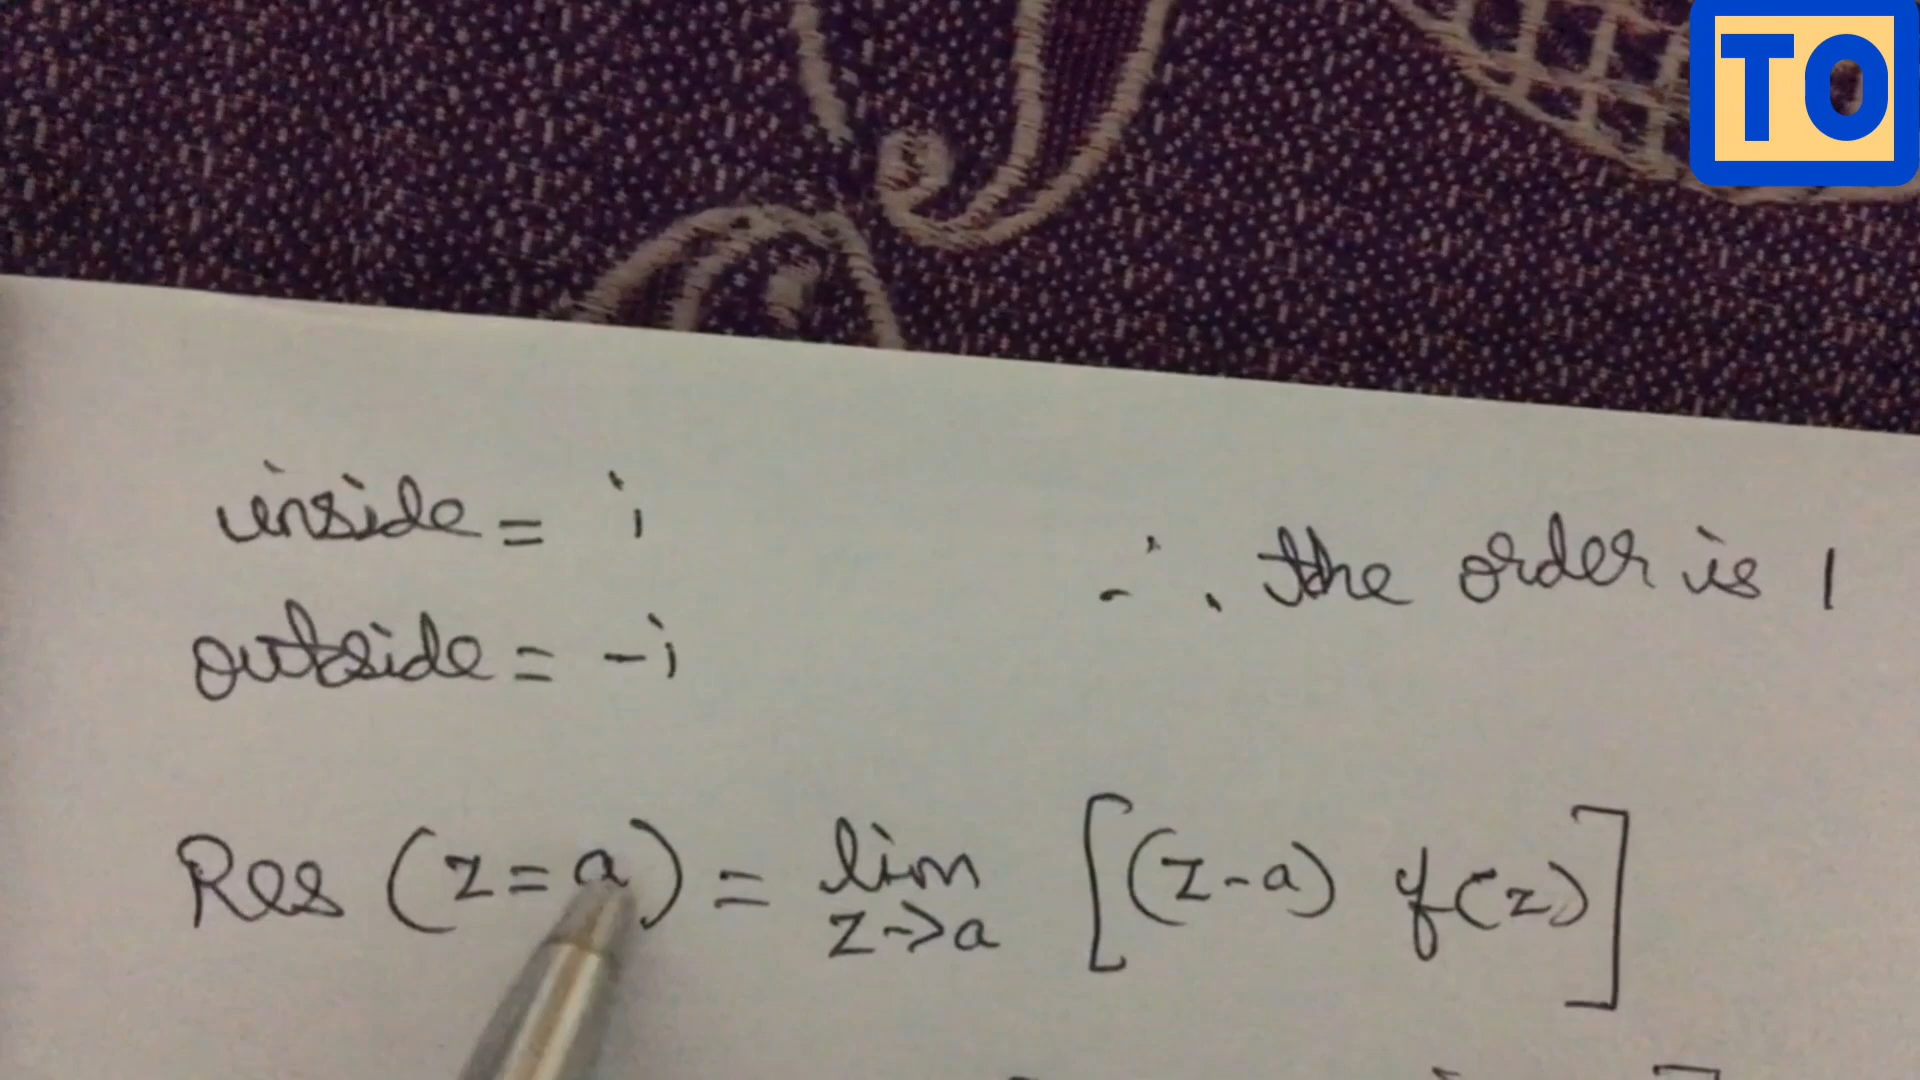 TO
inside = i
∴ the order is 1
outside = -i
Res (z = a) = lim z->a [(z-a) f(z)]